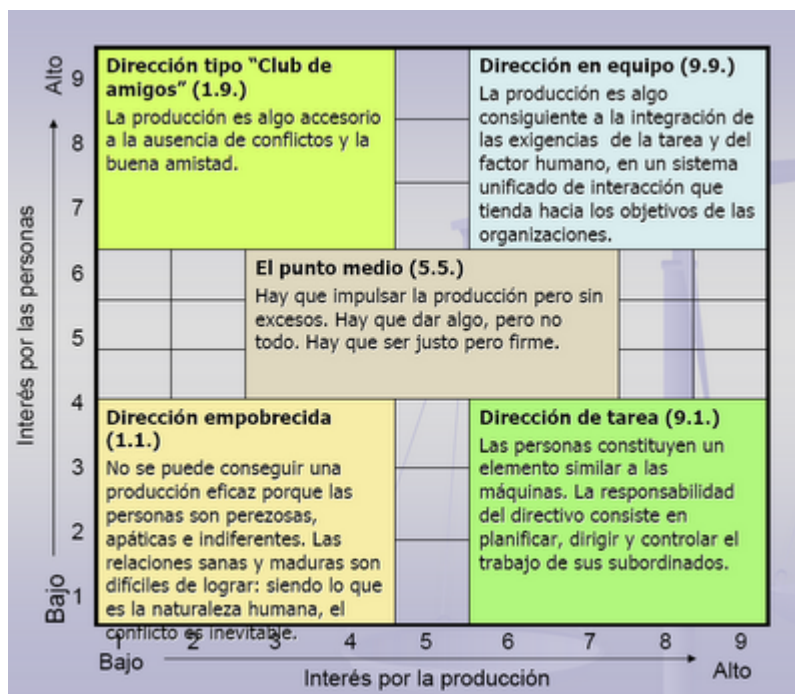 Alto
9
8
7
6
5
4
3
2
1
Bajo
Interés por las personas
Dirección tipo “Club de
amigos” (1.9.)
La producción es algo accesorio
a la ausencia de conflictos y la
buena amistad.
Dirección en equipo (9.9.)
La producción es algo
consiguiente a la integración de
las exigencias de la tarea y del
factor humano, en un sistema
unificado de interacción que
tienda hacia los objetivos de las
organizaciones.
El punto medio (5.5.)
Hay que impulsar la producción pero sin
excesos. Hay que dar algo, pero no
todo. Hay que ser justo pero firme.
Dirección empobrecida
(1.1.)
No se puede conseguir una
producción eficaz porque las
personas son perezosas,
apáticas e indiferentes. Las
relaciones sanas y maduras son
difíciles de lograr: siendo lo que
es la naturaleza humana, el
conflicto es inevitable.
Dirección de tarea (9.1.)
Las personas constituyen un
elemento similar a las
máquinas. La responsabilidad
del directivo consiste en
planificar, dirigir y controlar el
trabajo de sus subordinados.
1 2 3 4 5 6 7 8 9
Bajo
Interés por la producción
Alto